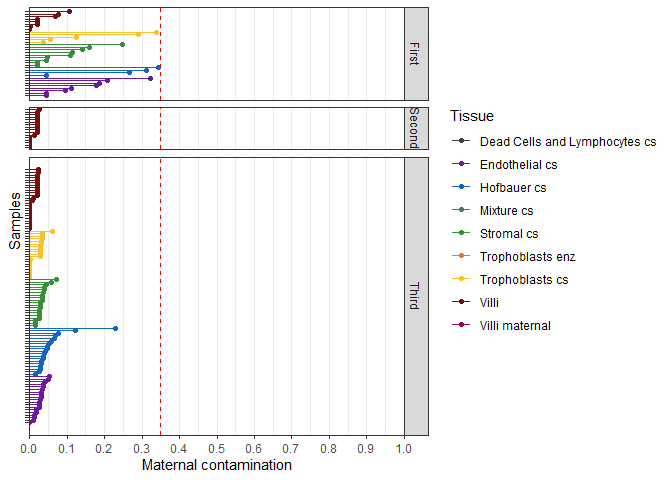 First
Second
Third
Samples
0.0 0.1 0.2 0.3 0.4 0.5 0.6 0.7 0.8 0.9 1.0
Maternal contamination
Tissue
Dead Cells and Lymphocytes cs
Endothelial cs
Hofbauer cs
Mixture cs
Stromal cs
Trophoblasts enz
Trophoblasts cs
Villi
Villi maternal